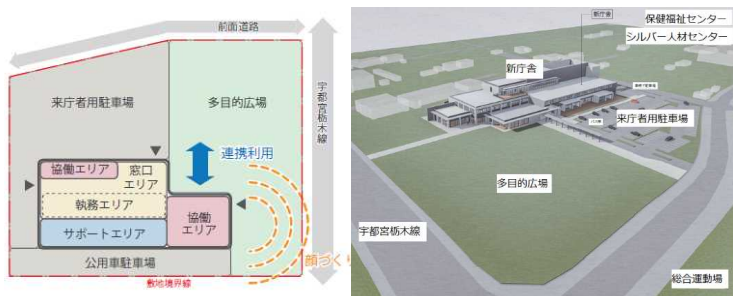 前面道路
宇都宮栃木線
来庁者用駐車場
多目的広場
連携利用
協働エリア
窓口
エリア
執務エリア
サポートエリア
協働
エリア
顔づくり
公用車駐車場
敷地境界線
新庁舎
保健福祉センター
シルバー人材センター
新庁舎
来庁者用駐車場
多目的広場
宇都宮栃木線
総合運動場